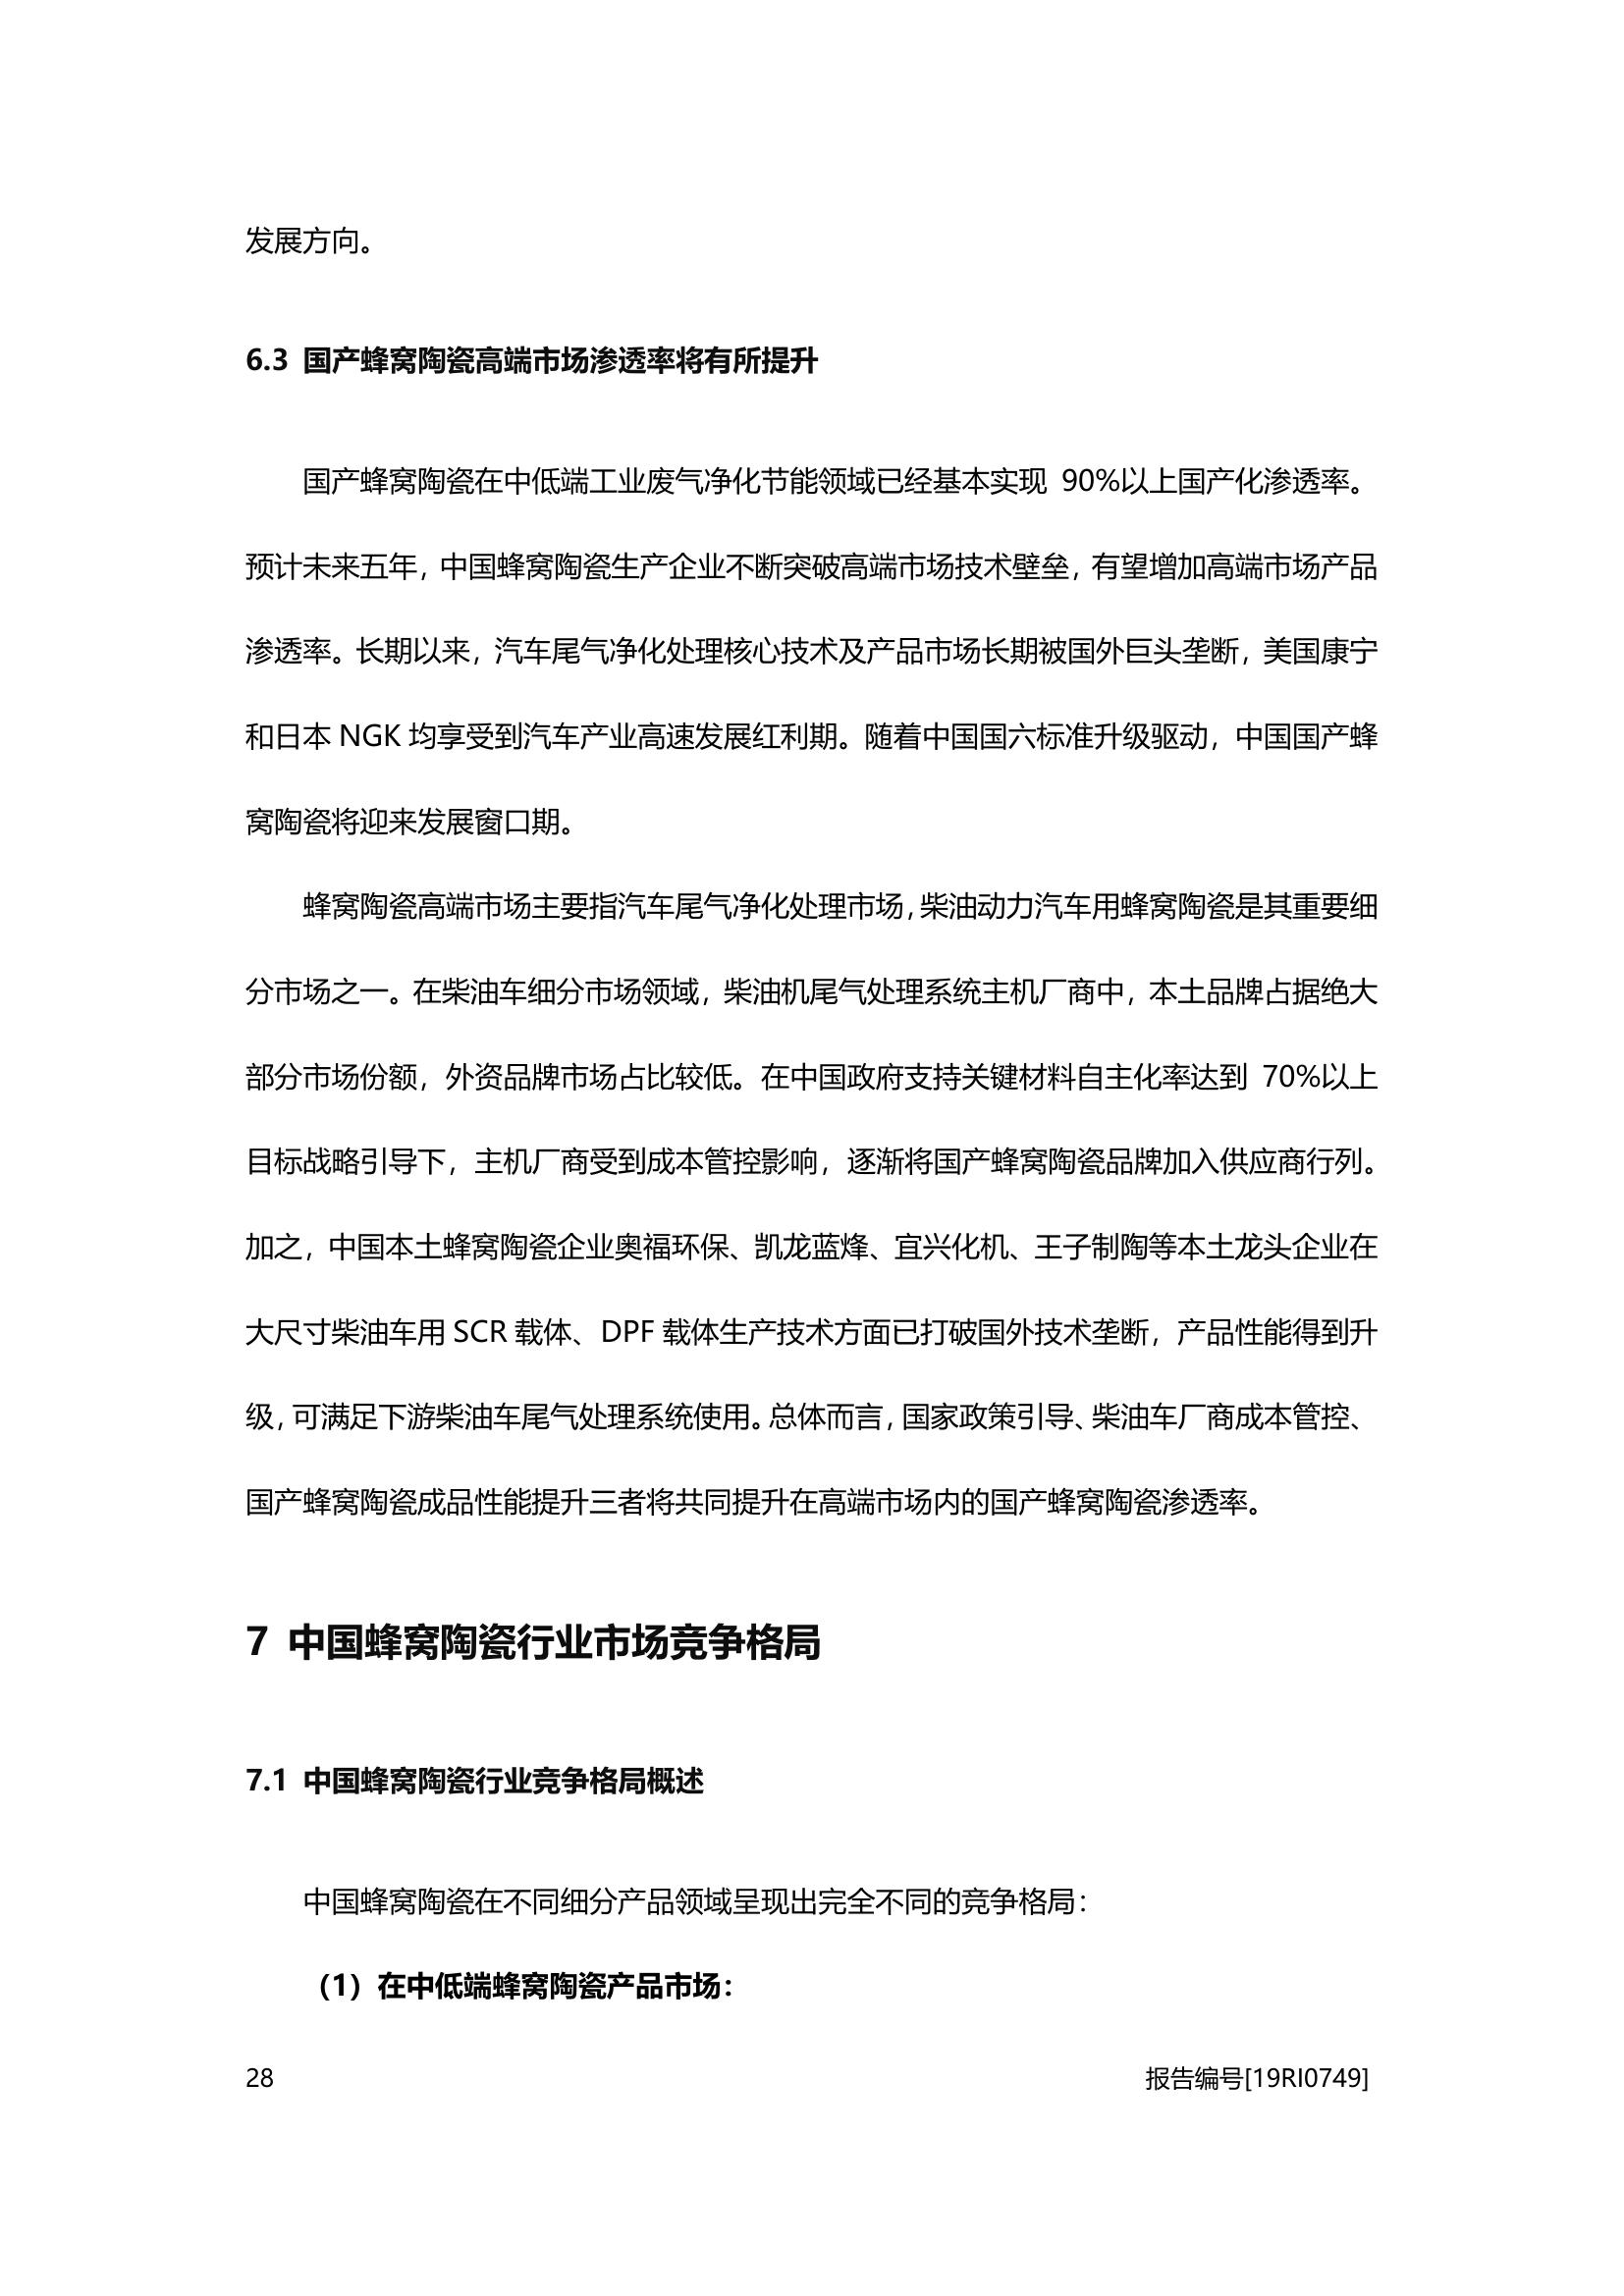 发展方向。
6.3 国产蜂窝陶瓷高端市场渗透率将有所提升
国产蜂窝陶瓷在中低端工业废气净化节能领域已经基本实现 90%以上国产化渗透率。
预计未来五年，中国蜂窝陶瓷生产企业不断突破高端市场技术壁垒，有望增加高端市场产品
渗透率。长期以来，汽车尾气净化处理核心技术及产品市场长期被国外巨头垄断，美国康宁
和日本 NGK 均享受到汽车产业高速发展红利期。随着中国国六标准升级驱动，中国国产蜂
窝陶瓷将迎来发展窗口期。
蜂窝陶瓷高端市场主要指汽车尾气净化处理市场，柴油动力汽车用蜂窝陶瓷是其重要细
分市场之一。在柴油车细分市场领域，柴油机尾气处理系统主机厂商中，本土品牌占据绝大
部分市场份额，外资品牌市场占比较低。在中国政府支持关键材料自主化率达到 70%以上
目标战略引导下，主机厂商受到成本管控影响，逐渐将国产蜂窝陶瓷品牌加入供应商行列。
加之，中国本土蜂窝陶瓷企业奥福环保、凯龙蓝烽、宜兴化机、王子制陶等本土龙头企业在
大尺寸柴油车用 SCR 载体、DPF 载体生产技术方面已打破国外技术垄断，产品性能得到升
级，可满足下游柴油车尾气处理系统使用。总体而言，国家政策引导、柴油车厂商成本管控、
国产蜂窝陶瓷成品性能提升三者将共同提升在高端市场内的国产蜂窝陶瓷渗透率。
7 中国蜂窝陶瓷行业市场竞争格局
7.1 中国蜂窝陶瓷行业竞争格局概述
中国蜂窝陶瓷在不同细分产品领域呈现出完全不同的竞争格局：
（1）在中低端蜂窝陶瓷产品市场：
28 报告编号[19RI0749]